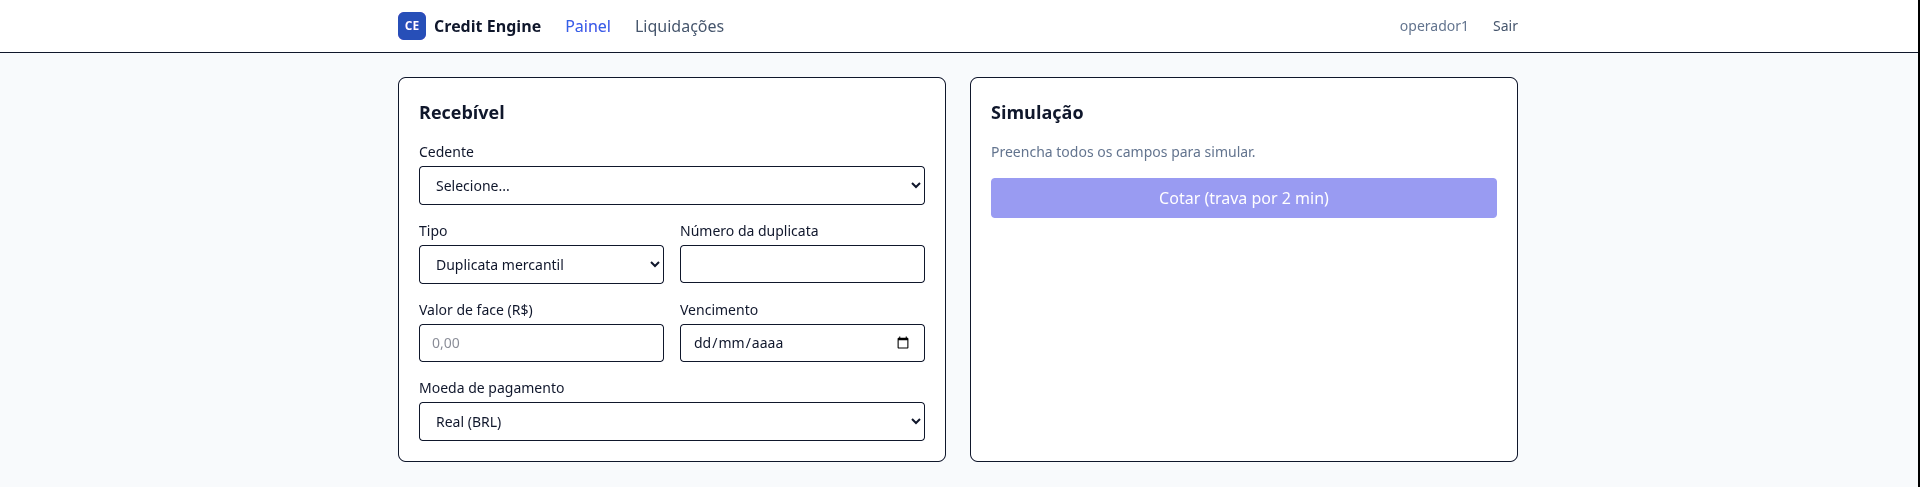 CE Credit Engine Painel Liquidações operador1 Sair
Recebível
Cedente
Selecione...
Tipo Número da duplicata
Duplicata mercantil
Valor de face (R$) Vencimento
0,00 dd/mm/aaaa
Moeda de pagamento
Real (BRL)
Simulação
Preencha todos os campos para simular.
Cotar (trava por 2 min)